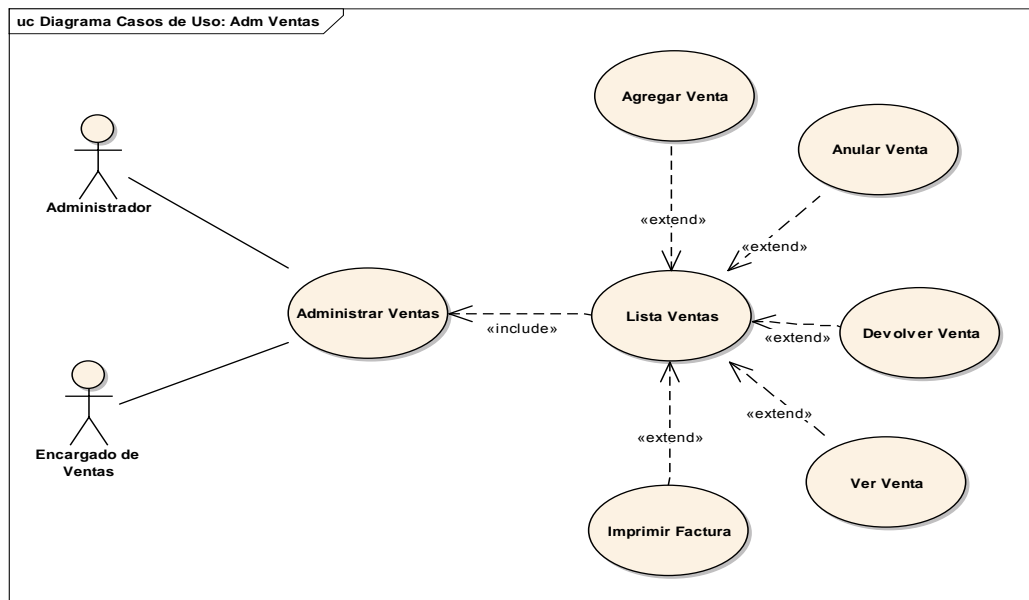 uc Diagrama Casos de Uso: Adm Ventas
Agregar Venta
Anular Venta
Administrador
«extend»
«extend»
Administrar Ventas
«include»
Lista Ventas
«extend»
Devolver Venta
Encargado de
Ventas
«extend»
«extend»
Ver Venta
Imprimir Factura